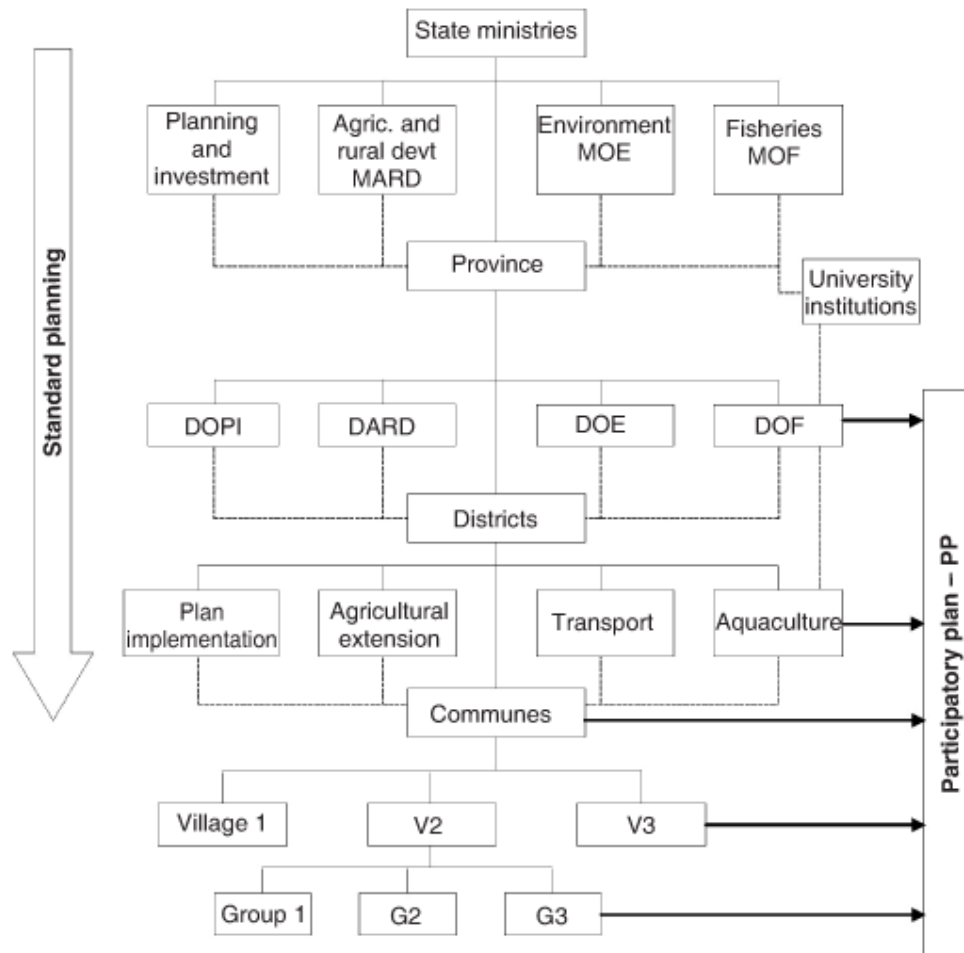 State ministries
Planning
and
investment
Agric. and
rural devt
MARD
Environment
MOE
Fisheries
MOF
Province
University
institutions
Standard planning
DOPI
DARD
DOE
DOF
Districts
Plan
implementation
Agricultural
extension
Transport
Aquaculture
Communes
Participatory plan – PP
Village 1
V2
V3
Group 1
G2
G3